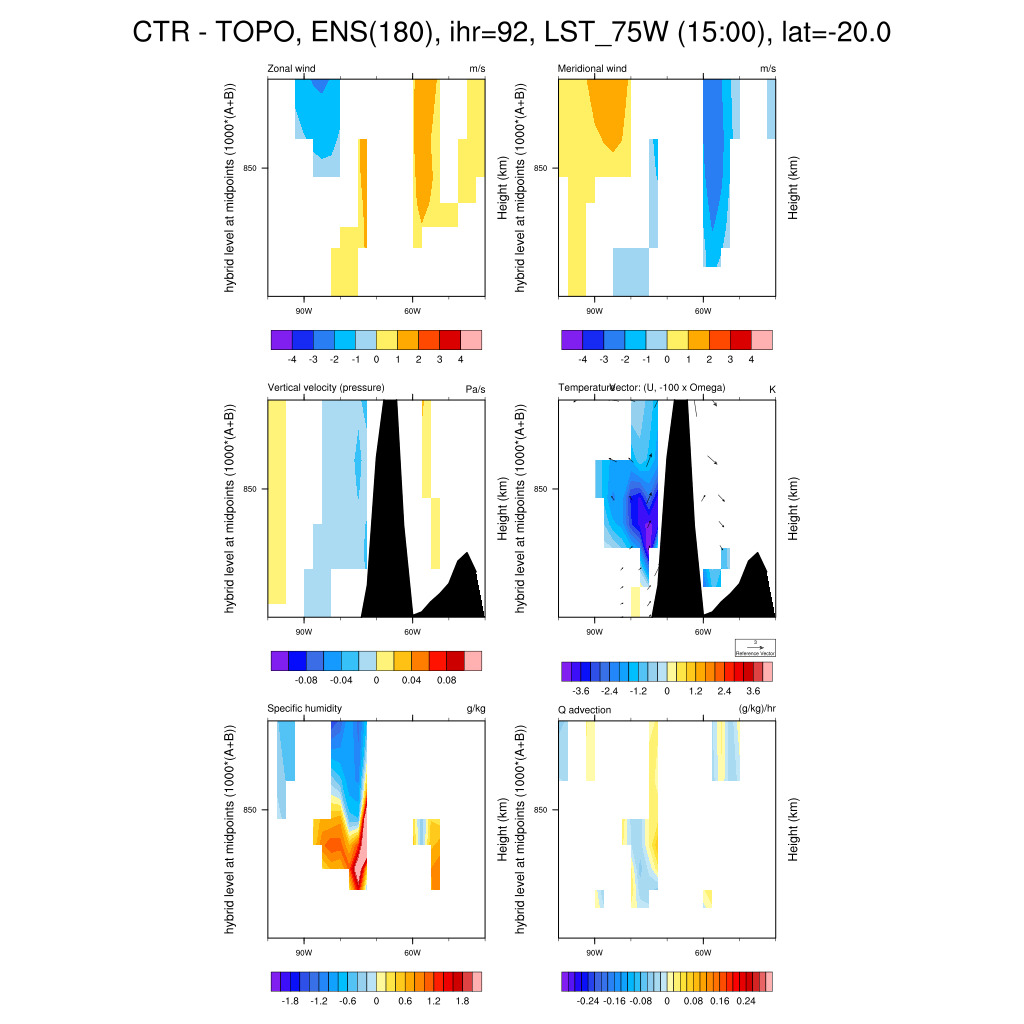 CTR - TOPO, ENS(180), ihr=92, LST_75W (15:00), lat=-20.0
Zonal wind m/s
hybrid level at midpoints (1000*(A+B))
850
Height (km)
90W 60W
-4 -3 -2 -1 0 1 2 3 4
Meridional wind m/s
hybrid level at midpoints (1000*(A+B))
850
Height (km)
90W 60W
-4 -3 -2 -1 0 1 2 3 4
Vertical velocity (pressure) Pa/s
hybrid level at midpoints (1000*(A+B))
850
Height (km)
90W 60W
-0.08 -0.04 0 0.04 0.08
Temperature Vector: (U, -100 x Omega) K
hybrid level at midpoints (1000*(A+B))
850
Height (km)
90W 60W
3
Reference Vector
-3.6 -2.4 -1.2 0 1.2 2.4 3.6
Specific humidity g/kg
hybrid level at midpoints (1000*(A+B))
850
Height (km)
90W 60W
-1.8 -1.2 -0.6 0 0.6 1.2 1.8
Q advection (g/kg)/hr
hybrid level at midpoints (1000*(A+B))
850
Height (km)
90W 60W
-0.24 -0.16 -0.08 0 0.08 0.16 0.24